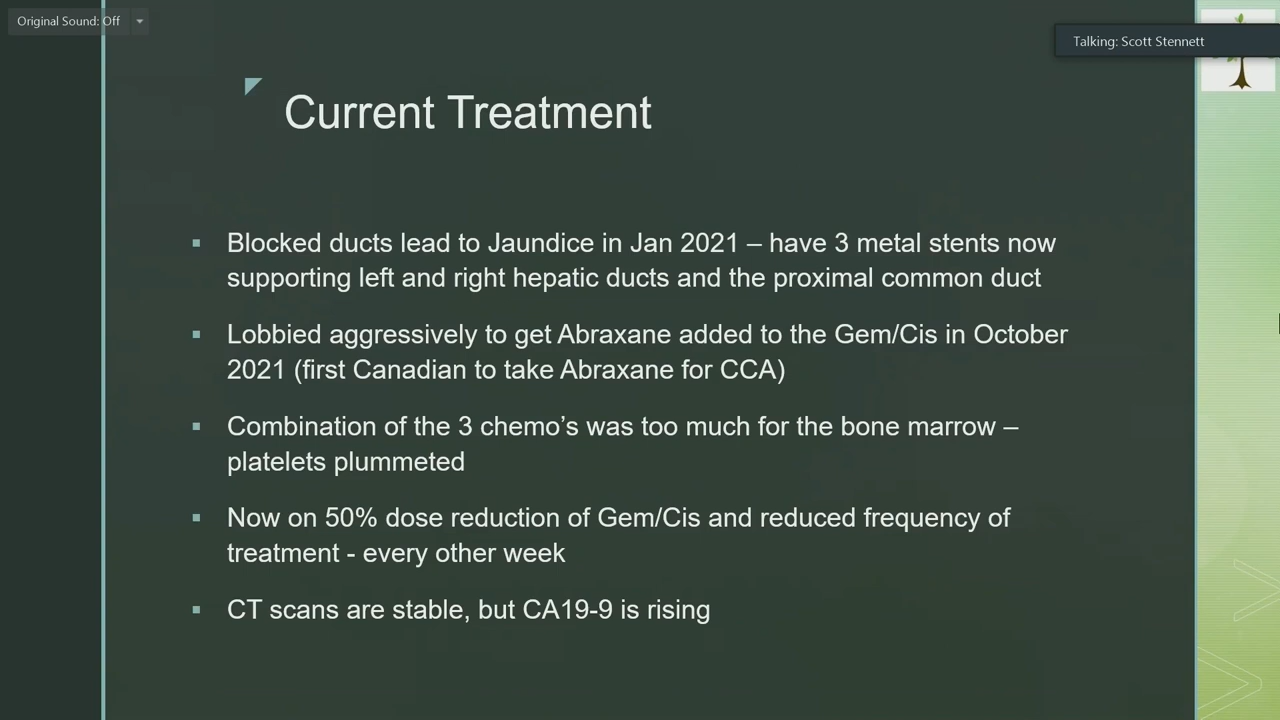 Original Sound: Off
Talking: Scott Stennett
Current Treatment
▪ Blocked ducts lead to Jaundice in Jan 2021 – have 3 metal stents now
supporting left and right hepatic ducts and the proximal common duct
▪ Lobbied aggressively to get Abraxane added to the Gem/Cis in October
2021 (first Canadian to take Abraxane for CCA)
▪ Combination of the 3 chemo’s was too much for the bone marrow –
platelets plummeted
▪ Now on 50% dose reduction of Gem/Cis and reduced frequency of
treatment - every other week
▪ CT scans are stable, but CA19-9 is rising